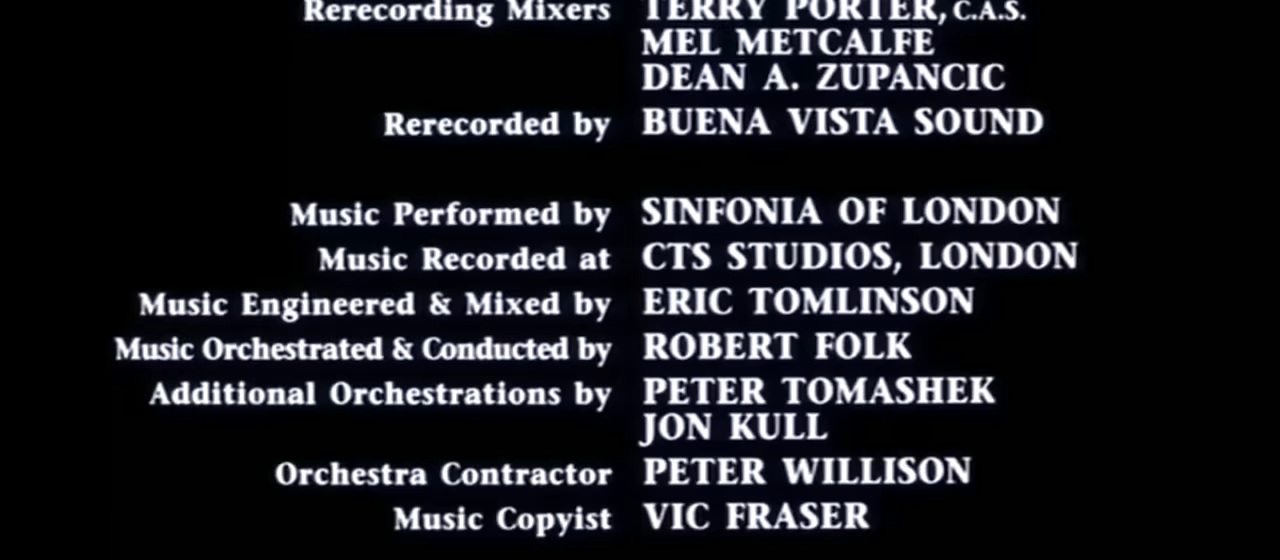 Rerecording Mixers TERRY PORTER, C.A.S.
MEL METCALFE
DEAN A. ZUPANCIC
Rerecorded by BUENA VISTA SOUND
Music Performed by SINFONIA OF LONDON
Music Recorded at CTS STUDIOS, LONDON
Music Engineered & Mixed by ERIC TOMLINSON
Music Orchestrated & Conducted by ROBERT FOLK
Additional Orchestrations by PETER TOMASHEK
JON KULL
Orchestra Contractor PETER WILLISON
Music Copyist VIC FRASER